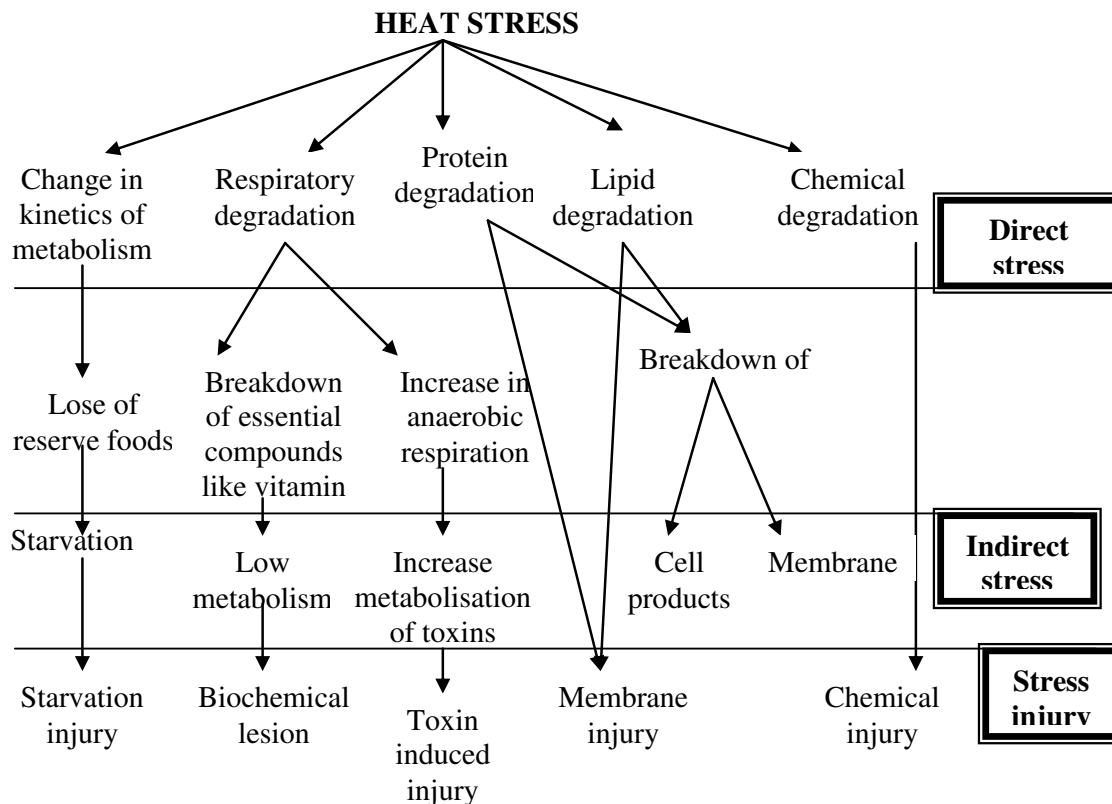 HEAT STRESS
Change in
kinetics of
metabolism
Respiratory
degradation
Protein
degradation
Lipid
degradation
Chemical
degradation
Direct
stress
Lose of
reserve foods
Breakdown
of essential
compounds
like vitamin
Increase in
anaerobic
respiration
Breakdown of
Starvation
Low
metabolism
Increase
metabolisation
of toxins
Cell
products
Membrane
Indirect
stress
Starvation
injury
Biochemical
lesion
Toxin
induced
injury
Membrane
injury
Chemical
injury
Stress
injury